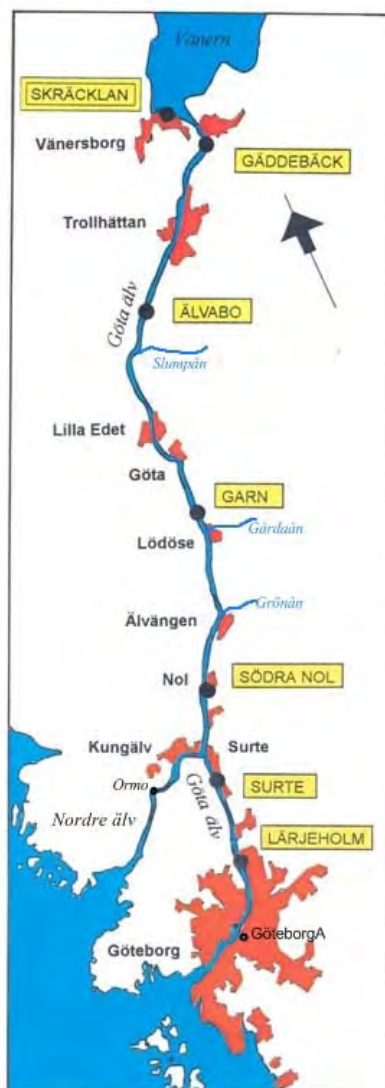 Vänern
SKRÄCKLAN
Vänersborg
GÄDDEBÄCK
Trollhättan
Göta älv
ÄLVABO
Slumpån
Lilla Edet
Göta
GARN
Gårdaån
Lödöse
Grönån
Älvängen
Nol
SÖDRA NOL
Kungälv
Surte
Ormo
SURTE
Göta älv
Nordre älv
LÄRJEHOLM
GöteborgA
Göteborg